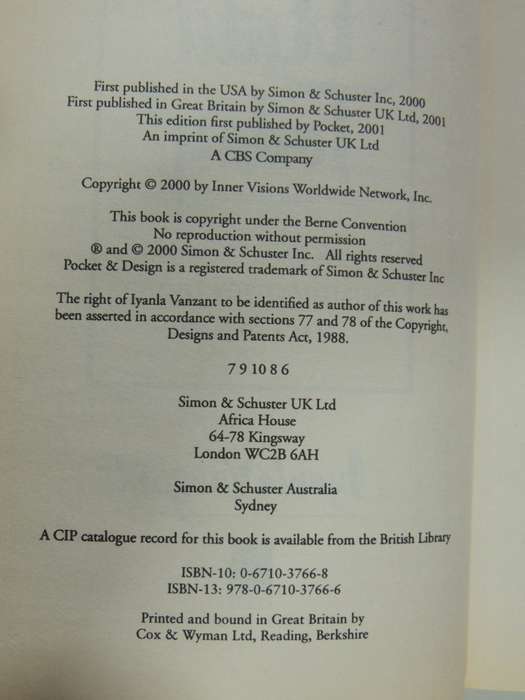 First published in the USA by Simon & Schuster Inc, 2000
First published in Great Britain by Simon & Schuster UK Ltd, 2001
This edition first published by Pocket, 2001
An imprint of Simon & Schuster UK Ltd
A CBS Company
Copyright © 2000 by Inner Visions Worldwide Network, Inc.
This book is copyright under the Berne Convention
No reproduction without permission
® and © 2000 Simon & Schuster Inc. All rights reserved
Pocket & Design is a registered trademark of Simon & Schuster Inc
The right of Iyanla Vanzant to be identified as author of this work has
been asserted in accordance with sections 77 and 78 of the Copyright,
Designs and Patents Act, 1988.
7 9 10 8 6
Simon & Schuster UK Ltd
Africa House
64-78 Kingsway
London WC2B 6AH
Simon & Schuster Australia
Sydney
A CIP catalogue record for this book is available from the British Library
ISBN-10: 0-6710-3766-8
ISBN-13: 978-0-6710-3766-6
Printed and bound in Great Britain by
Cox & Wyman Ltd, Reading, Berkshire